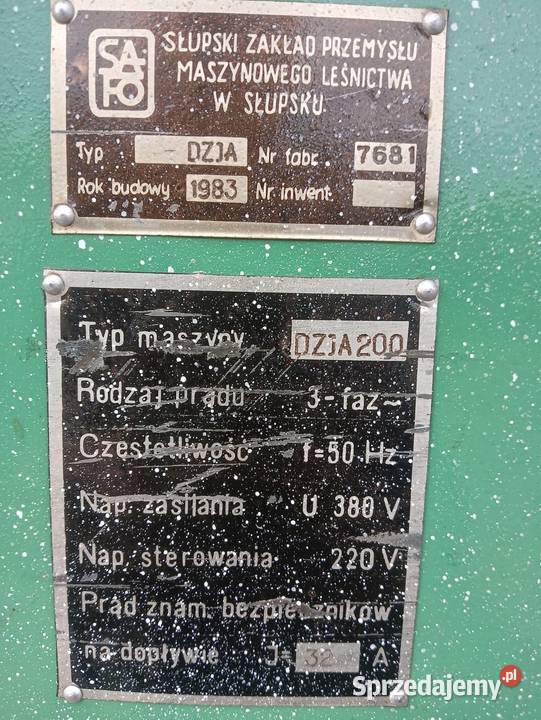 SAFO
SŁUPSKI ZAKŁAD PRZEMYSŁU
MASZYNOWEGO LEŚNICTWA
W SŁUPSKU
Typ DZJA Nr fabr. 7681
Rok budowy 1983 Nr inwent.
Typ maszyny DZJA200
Rodzaj prądu 3-faz~
Częstotliwość f=50 Hz
Nap. zasilania U 380 V
Nap. sterowania 220 V
Prąd znam. bezpieczników
na dopływie J= 32 A
Sprzedajemy.pl